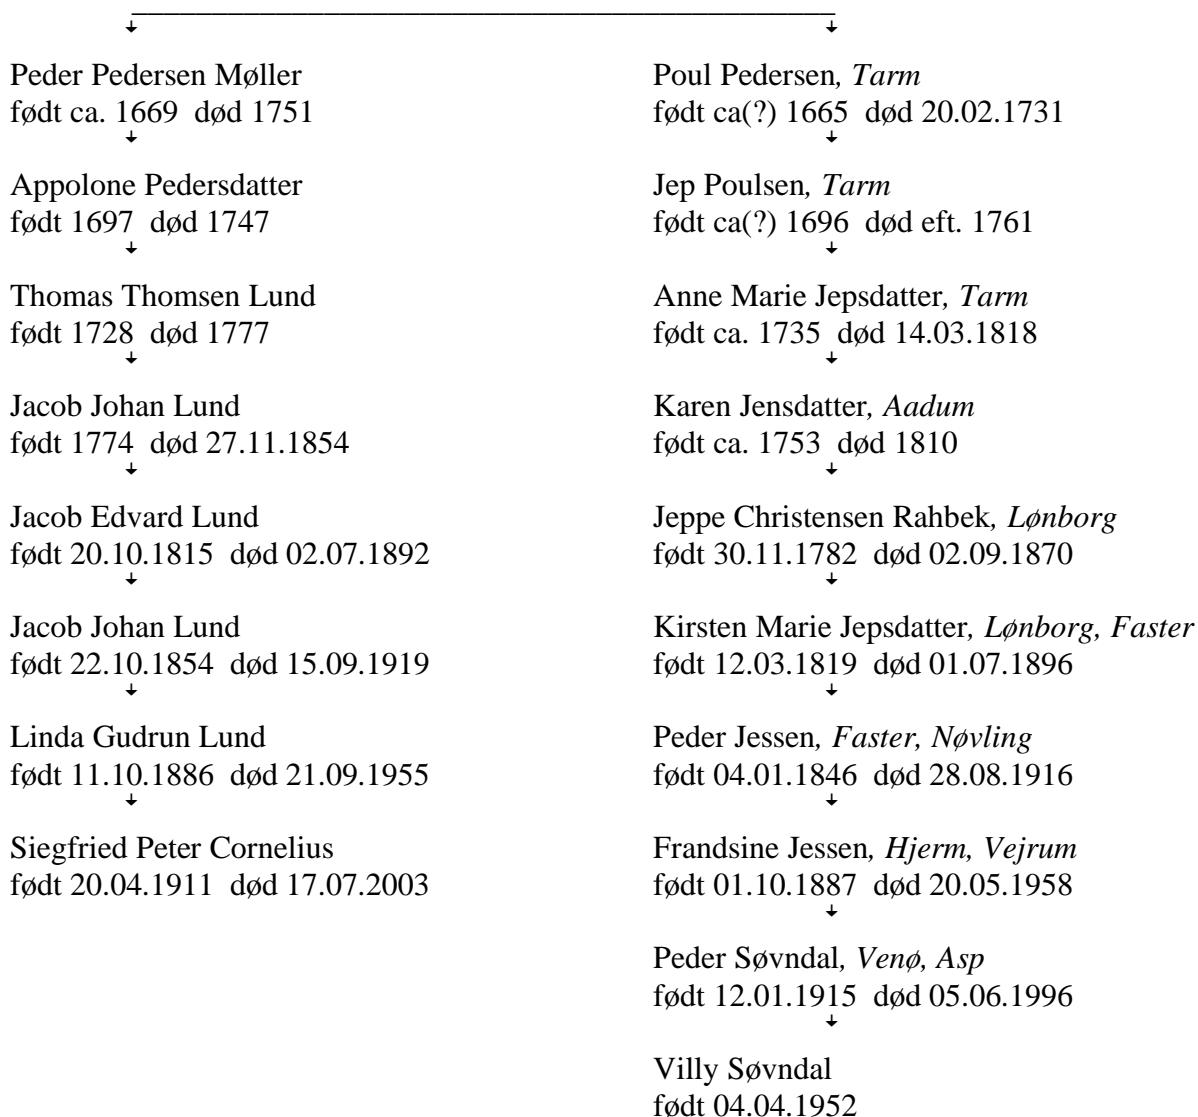 Peder Pedersen Møller
født ca. 1669 død 1751
Appolone Pedersdatter
født 1697 død 1747
Thomas Thomsen Lund
født 1728 død 1777
Jacob Johan Lund
født 1774 død 27.11.1854
Jacob Edvard Lund
født 20.10.1815 død 02.07.1892
Jacob Johan Lund
født 22.10.1854 død 15.09.1919
Linda Gudrun Lund
født 11.10.1886 død 21.09.1955
Siegfried Peter Cornelius
født 20.04.1911 død 17.07.2003
Poul Pedersen, Tarm
født ca(?) 1665 død 20.02.1731
Jep Poulsen, Tarm
født ca(?) 1696 død eft. 1761
Anne Marie Jepsdatter, Tarm
født ca. 1735 død 14.03.1818
Karen Jensdatter, Aadum
født ca. 1753 død 1810
Jeppe Christensen Rahbek, Lønborg
født 30.11.1782 død 02.09.1870
Kirsten Marie Jepsdatter, Lønborg, Faster
født 12.03.1819 død 01.07.1896
Peder Jessen, Faster, Nøvling
født 04.01.1846 død 28.08.1916
Frandsine Jessen, Hjerm, Vejrum
født 01.10.1887 død 20.05.1958
Peder Søvndal, Venø, Asp
født 12.01.1915 død 05.06.1996
Villy Søvndal
født 04.04.1952